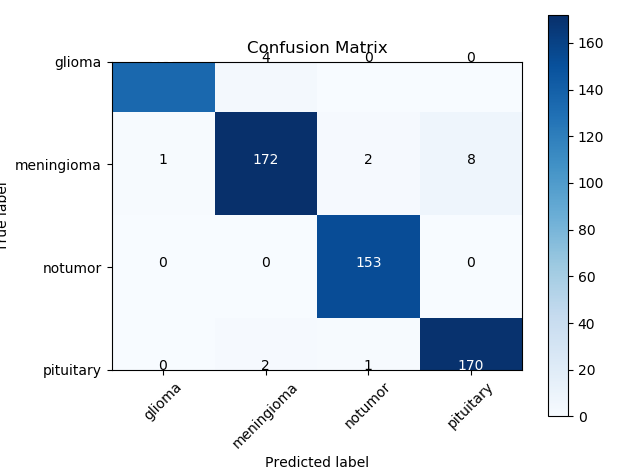 Confusion Matrix
glioma 4 0 0
meningioma 1 172 2 8
notumor 0 0 153 0
pituitary 0 2 1 170
glioma meningioma notumor pituitary
Predicted label
True label
160
140
120
100
80
60
40
20
0